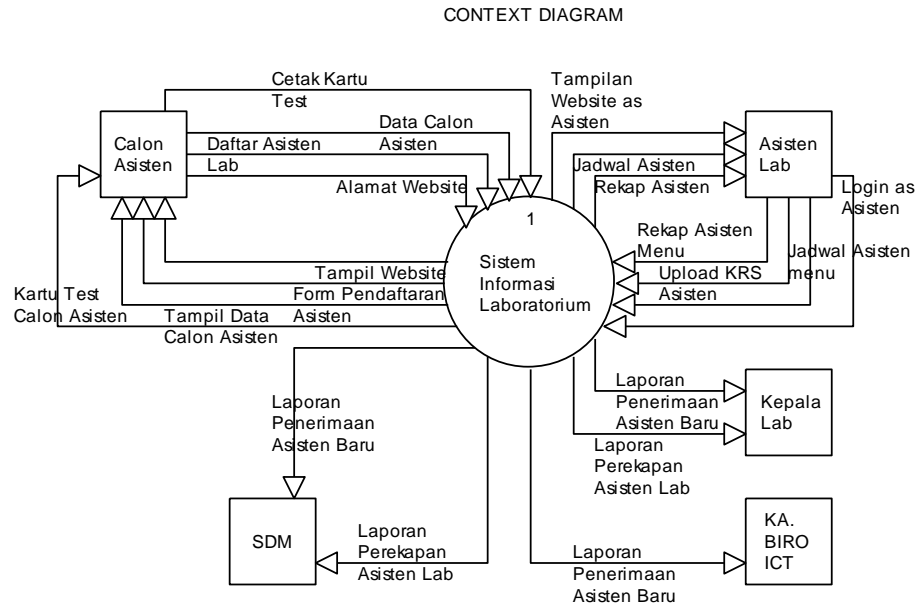 CONTEXT DIAGRAM
Cetak Kartu
Test
Calon
Asisten
Data Calon
Asisten
Daftar Asisten
Lab
Alamat Website
Tampilan
Website as
Asisten
Jadwal Asisten
Rekap Asisten
Asisten
Lab
Login as
Asisten
1
Sistem
Informasi
Laboratorium
Rekap Asisten
Menu
Upload KRS
Asisten
Jadwal Asisten
menu
Tampil Website
Form Pendaftaran
Asisten
Tampil Data
Calon Asisten
Kartu Test
Calon Asisten
Laporan
Penerimaan
Asisten Baru
SDM
Laporan
Perekapan
Asisten Lab
Laporan
Penerimaan
Asisten Baru
Laporan
Perekapan
Asisten Lab
Kepala
Lab
Laporan
Penerimaan
Asisten Baru
KA.
BIRO
ICT